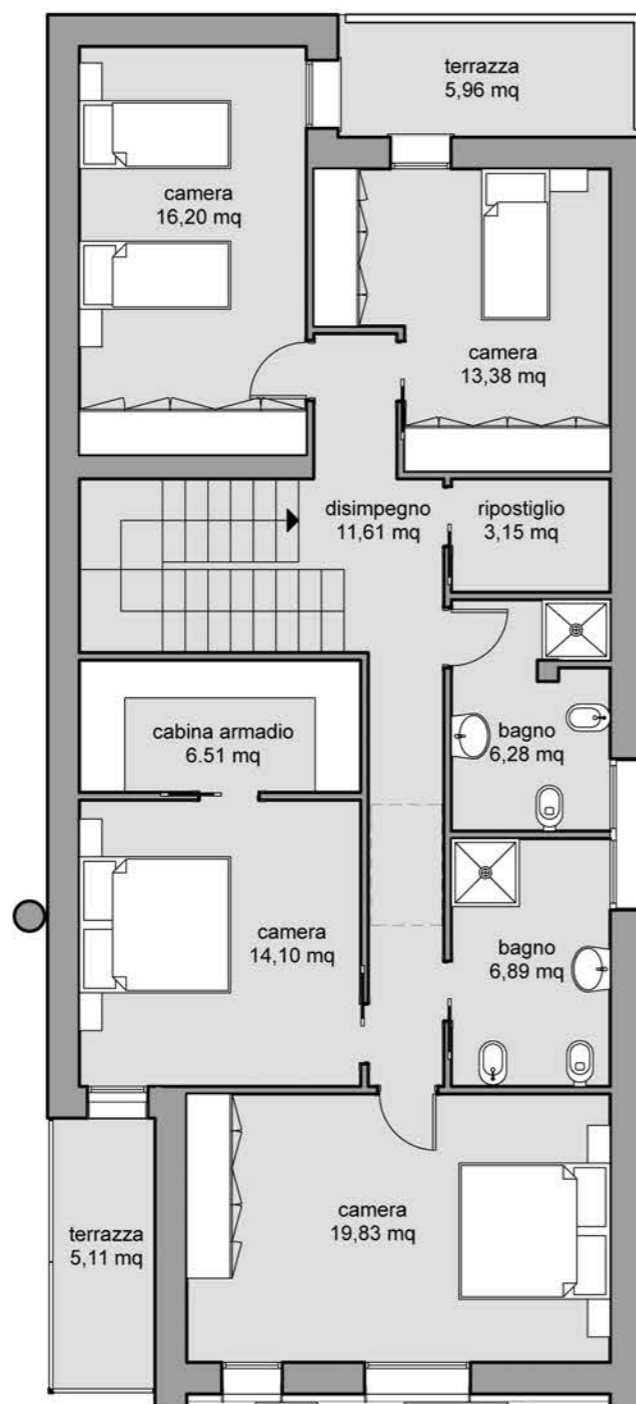 terrazza
5,96 mq
camera
16,20 mq
camera
13,38 mq
disimpegno
11,61 mq
ripostiglio
3,15 mq
cabina armadio
6.51 mq
bagno
6,28 mq
camera
14,10 mq
bagno
6,89 mq
camera
19,83 mq
terrazza
5,11 mq